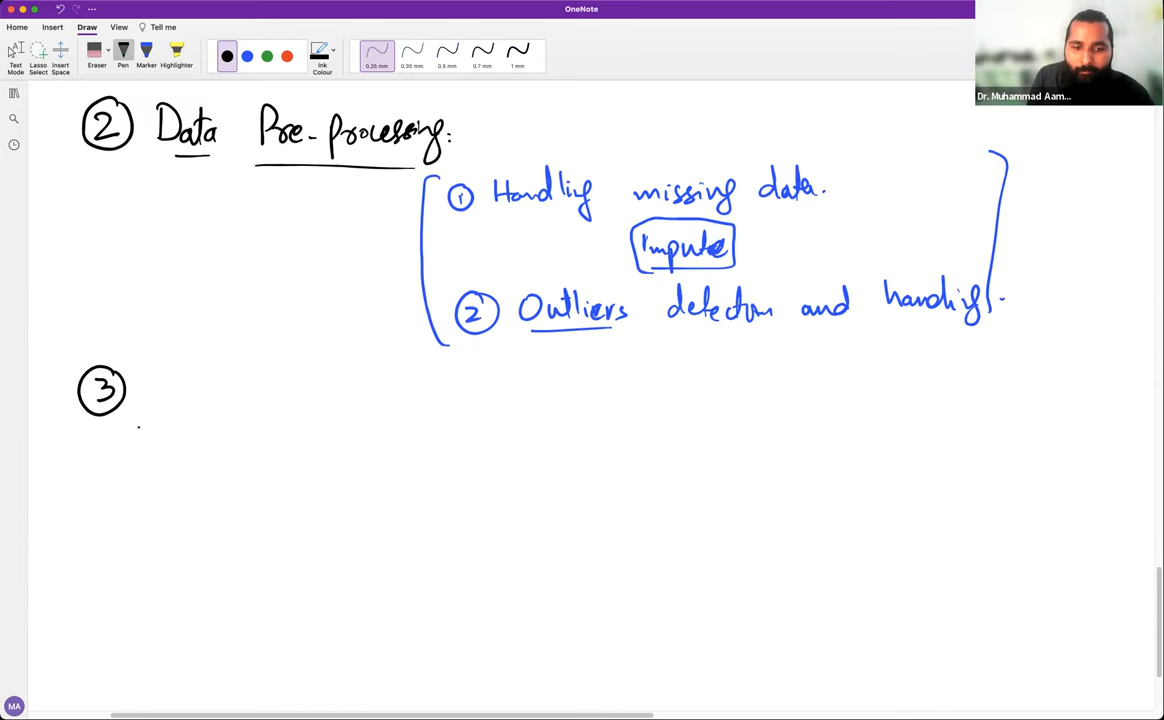 OneNote
Home Insert Draw View Tell me
Text Mode
Lasso Select
Insert Space
Eraser
Pen
Marker
Highlighter
Ink Colour
0.25 mm
0.35 mm
0.5 mm
0.7 mm
1 mm
Dr. Muhammad Aam...
2 Data Pre-processing:
1 Handling missing data.
Impute
2 Outliers detection and handling.
3
MA